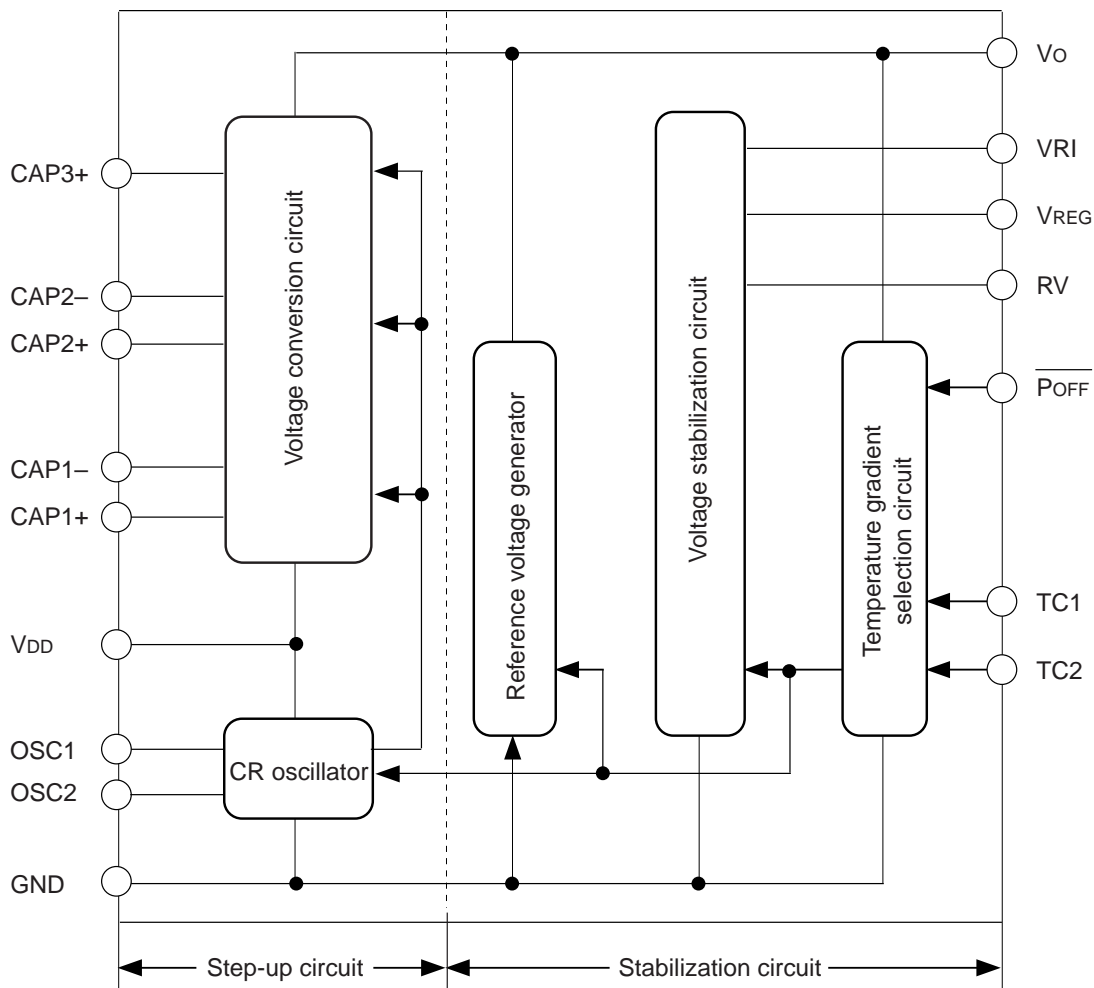 CAP3+
CAP2–
CAP2+
CAP1–
CAP1+
VDD
OSC1
OSC2
GND
Voltage conversion circuit
CR oscillator
Reference voltage generator
Voltage stabilization circuit
Temperature gradient
selection circuit
VO
VRI
VREG
RV
POFF
TC1
TC2
Step-up circuit
Stabilization circuit